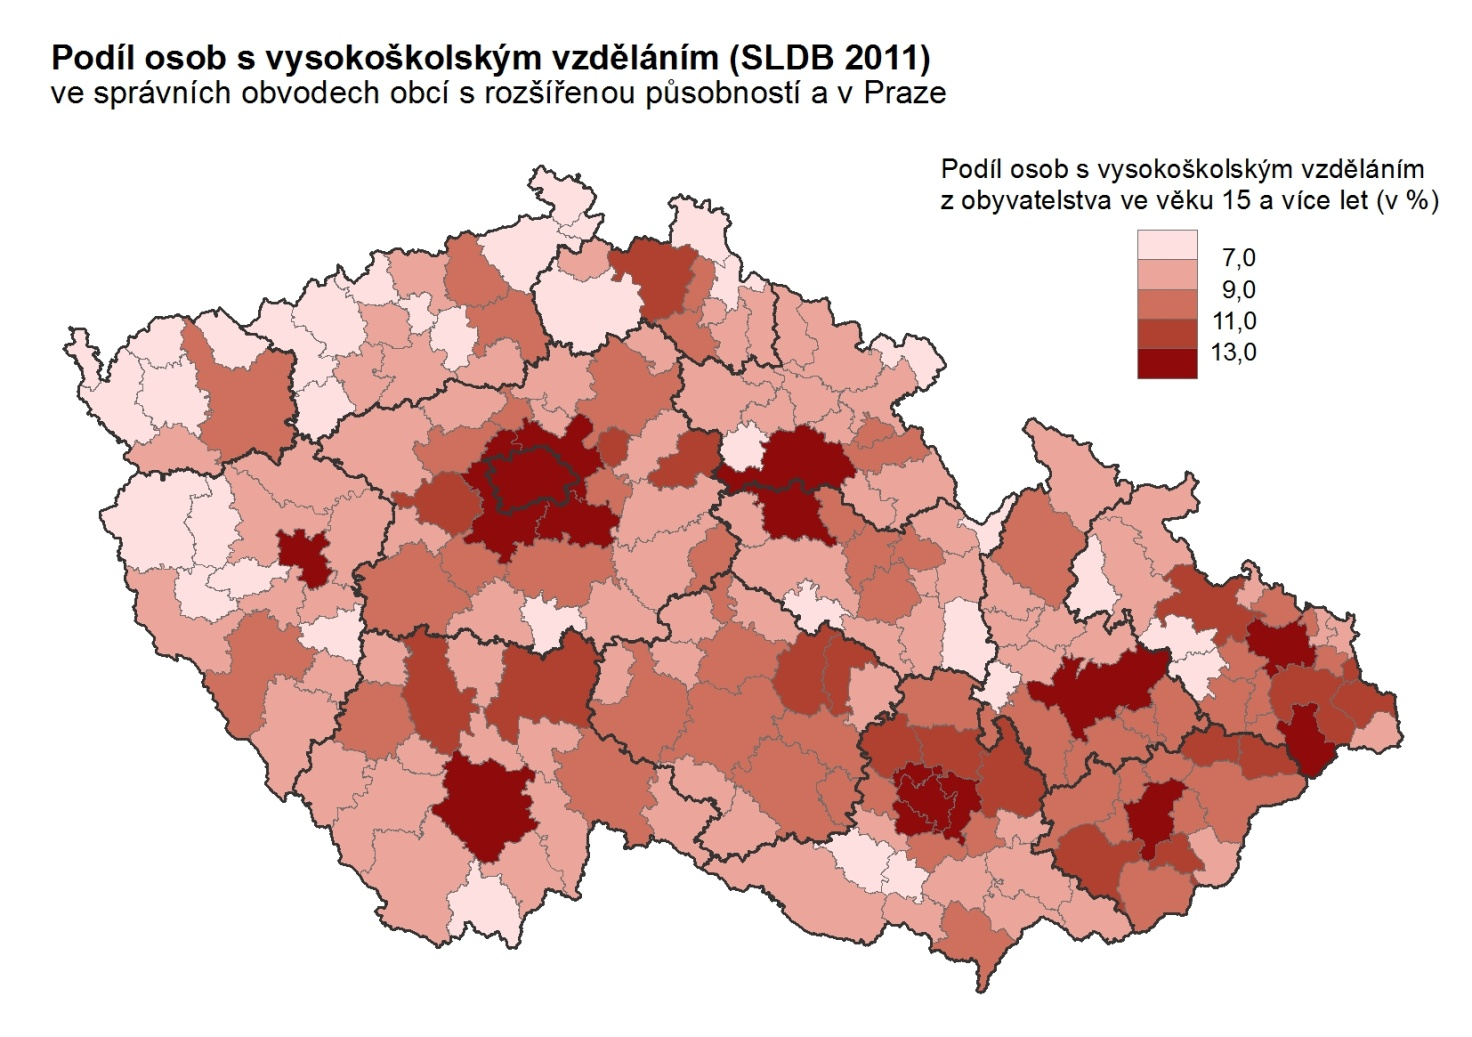 Podíl osob s vysokoškolským vzděláním (SLDB 2011)
ve správních obvodech obcí s rozšířenou působností a v Praze
Podíl osob s vysokoškolským vzděláním
z obyvatelstva ve věku 15 a více let (v %)
7,0
9,0
11,0
13,0